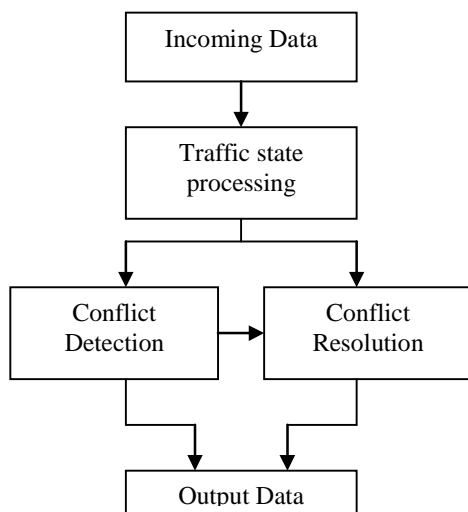 Incoming Data
Traffic state
processing
Conflict
Detection
Conflict
Resolution
Output Data